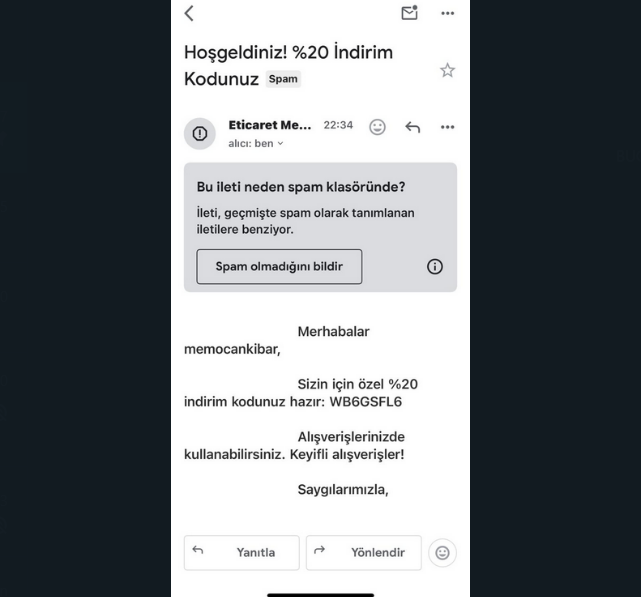 Hoşgeldiniz! %20 İndirim
Kodunuz Spam
Eticaret Me... 22:34
alıcı: ben
Bu ileti neden spam klasöründe?
İleti, geçmişte spam olarak tanımlanan
iletilere benziyor.
Spam olmadığını bildir
Merhabalar
memocankibar,
Sizin için özel %20
indirim kodunuz hazır: WB6GSFL6
Alışverişlerinizde
kullanabilirsiniz. Keyifli alışverişler!
Saygılarımızla,
Yanıtla Yönlendir